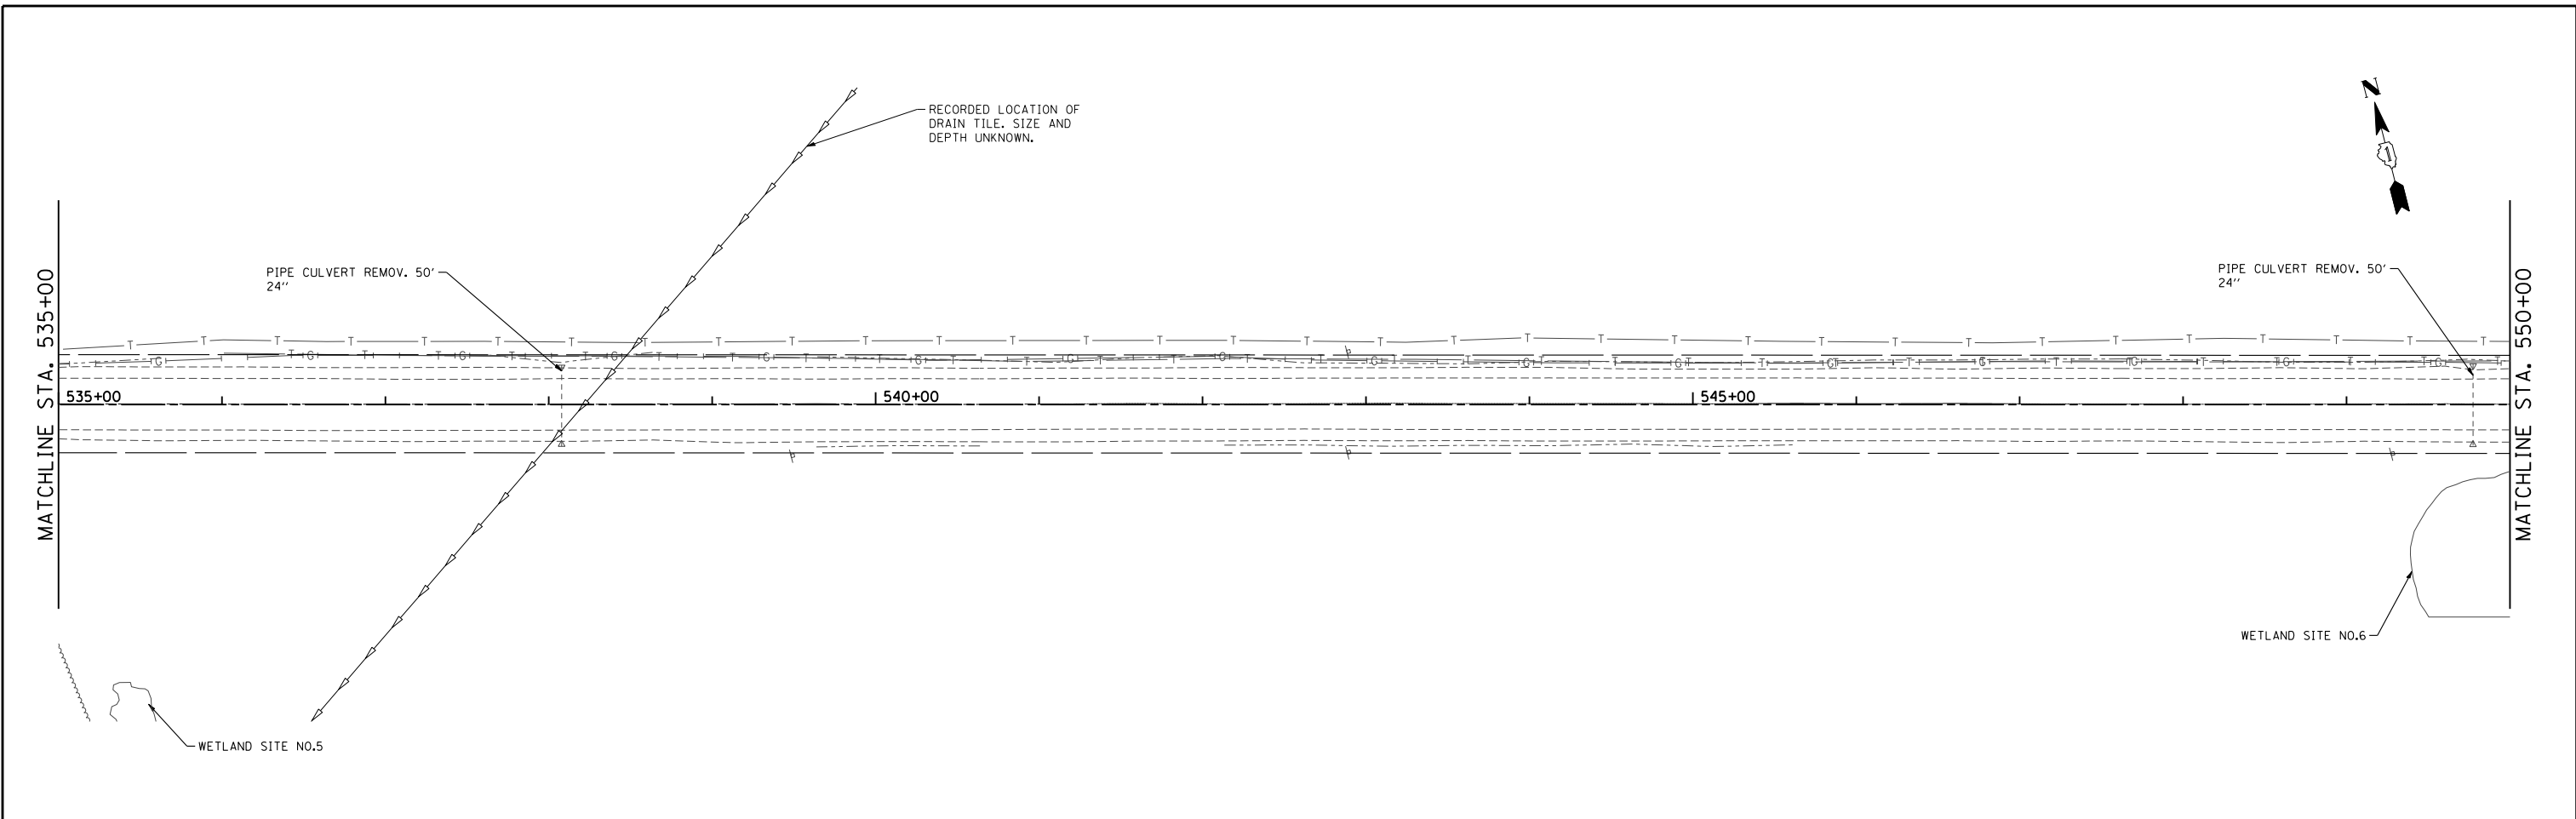 N
RECORDED LOCATION OF
DRAIN TILE. SIZE AND
DEPTH UNKNOWN.
PIPE CULVERT REMOV. 50'
24''
PIPE CULVERT REMOV. 50'
24''
MATCHLINE STA. 535+00
MATCHLINE STA. 550+00
T T T T T T T T T T T T T T T T T T T T T T T T T T T T T T T T T
G G G G G G G G G G G G G G G G
535+00
540+00
545+00
WETLAND SITE NO.6
WETLAND SITE NO.5